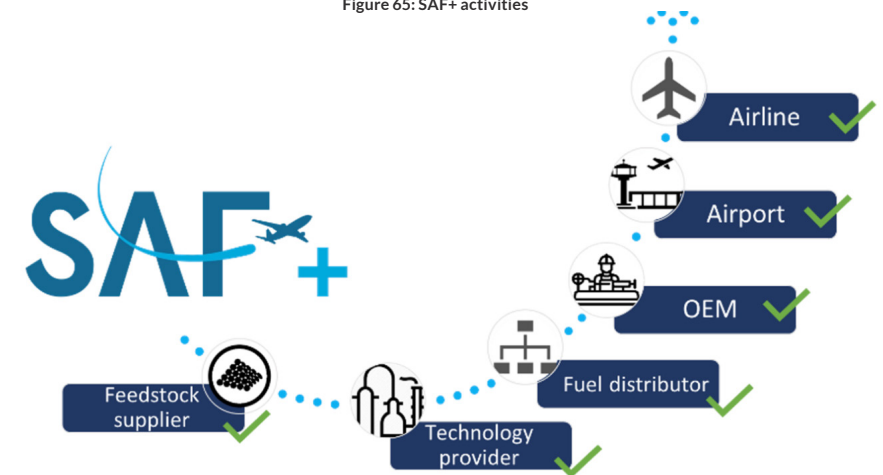 Figure 65: SAF+ activities
Airline
Airport
SAF+
OEM
Fuel distributor
Feedstock
supplier
Technology
provider